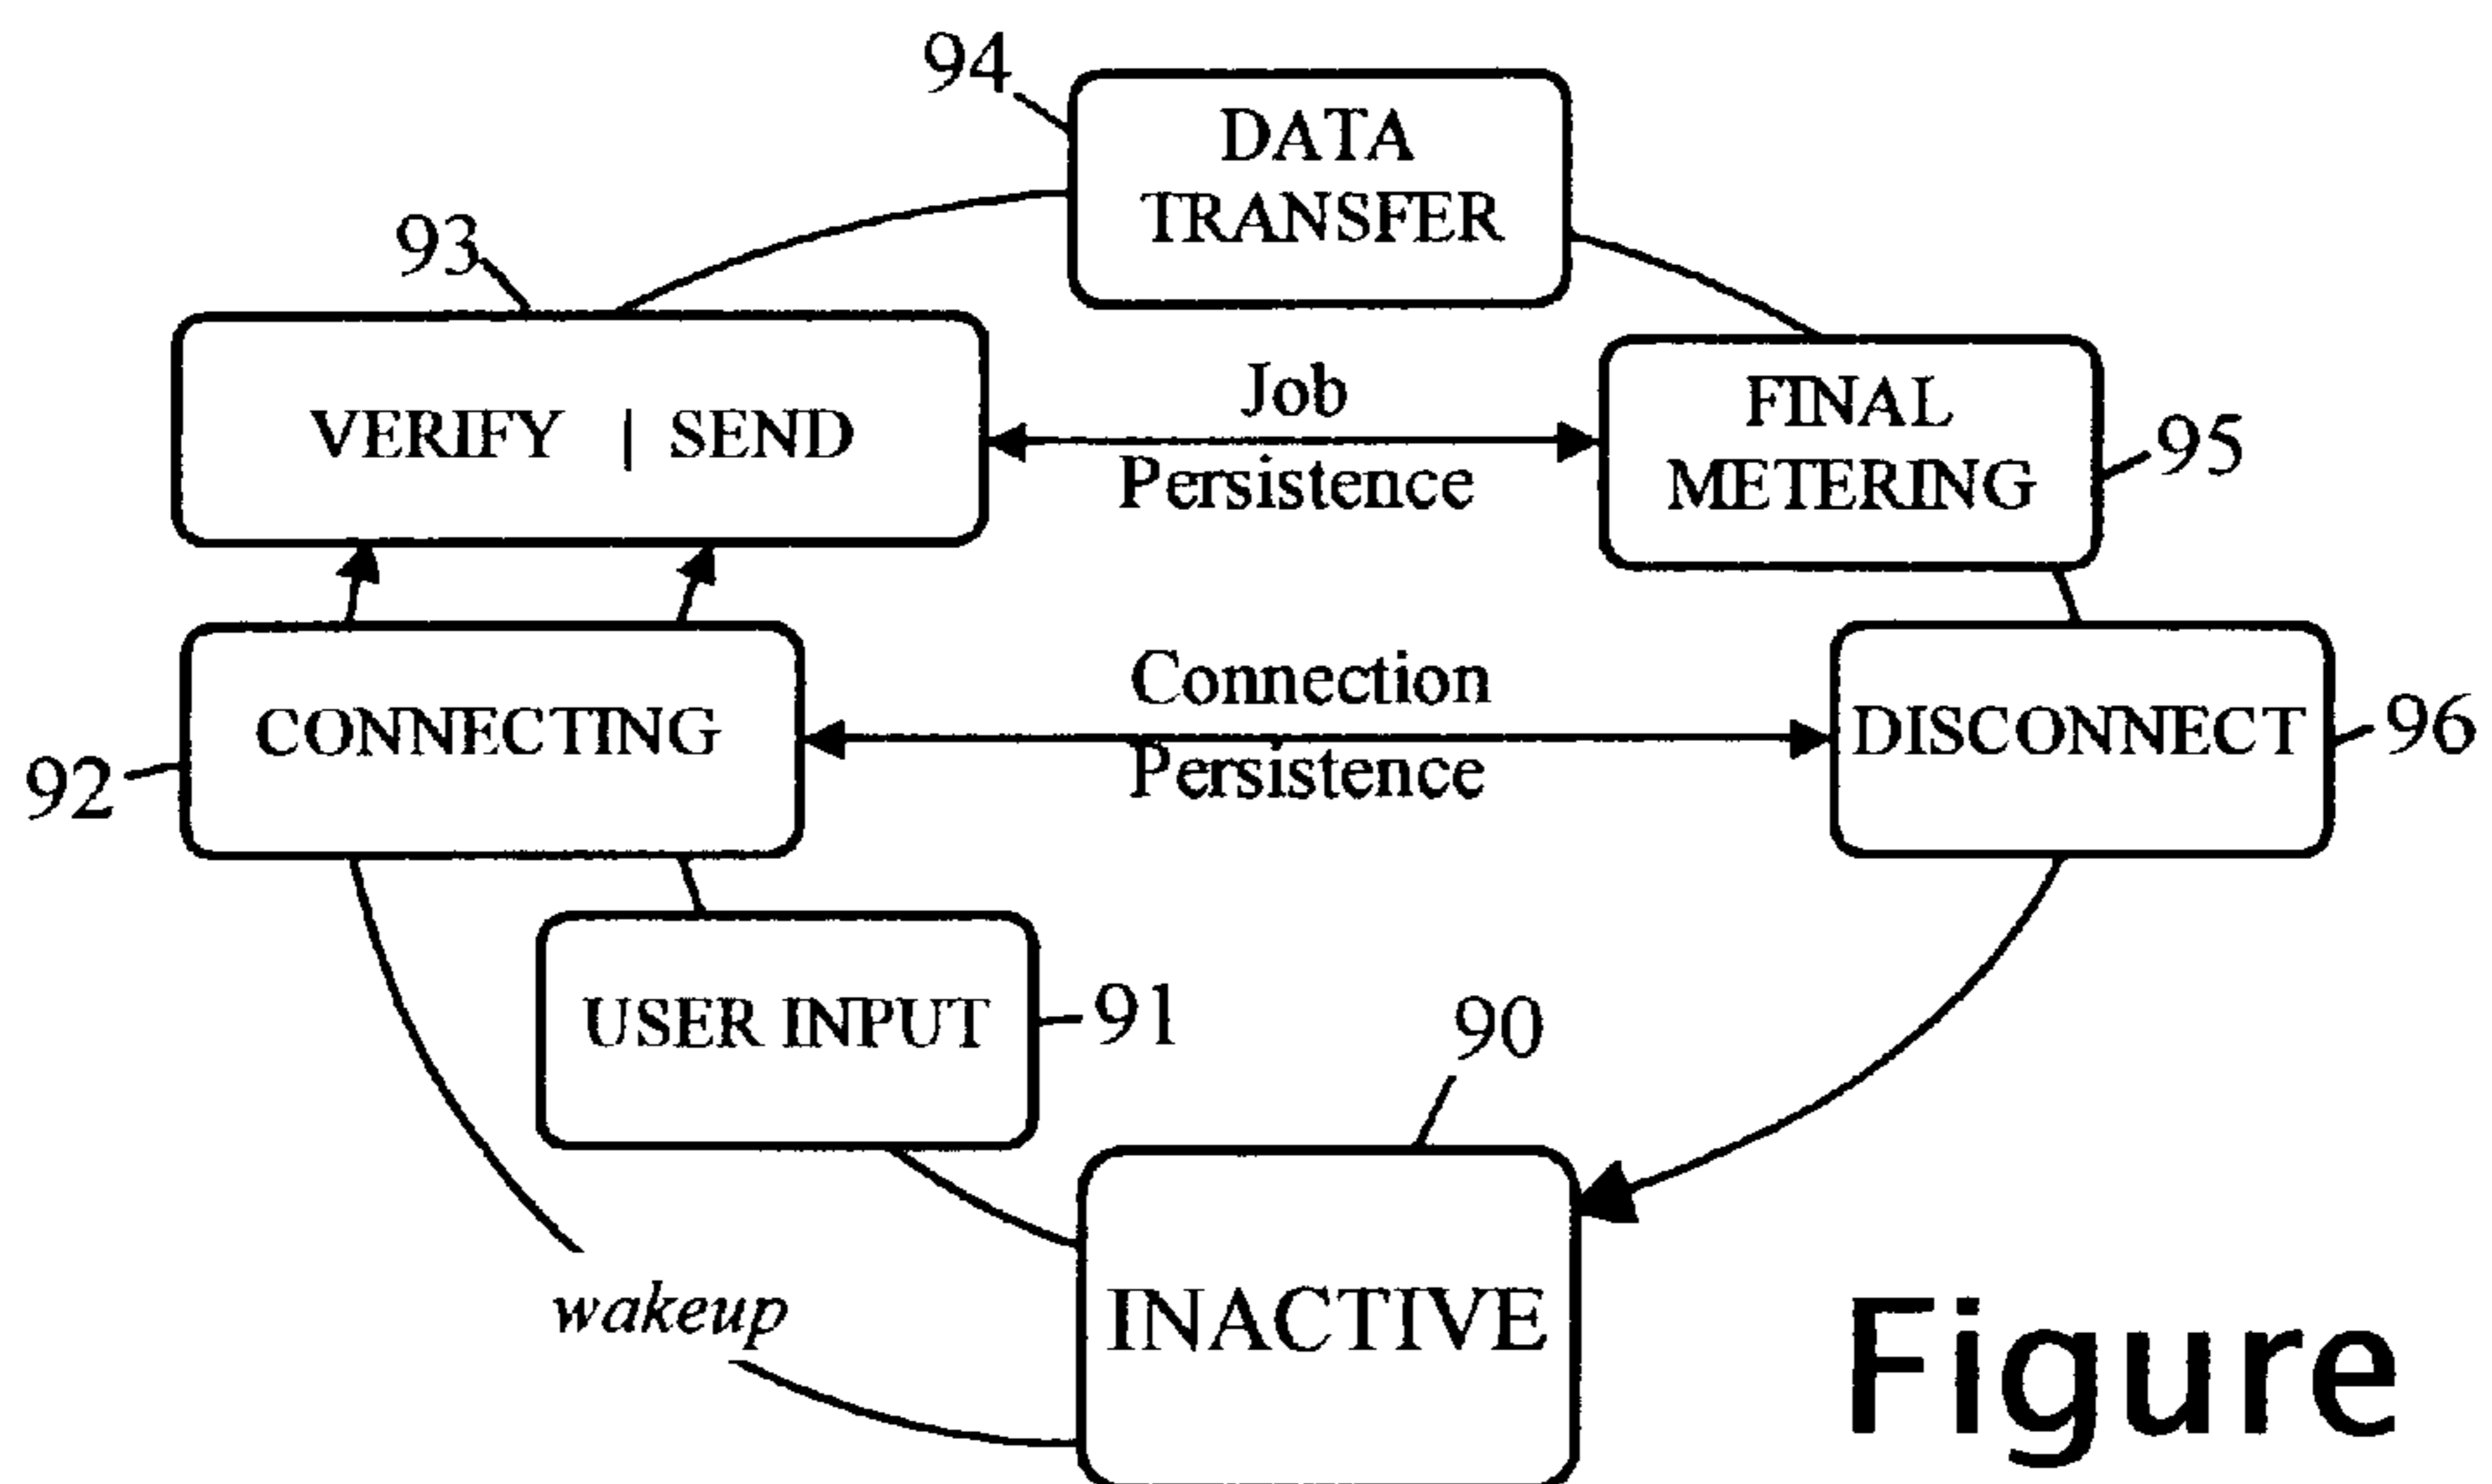 94
DATA
TRANSFER
93
VERIFY | SEND
Job
Persistence
FINAL
METERING
95
CONNECTING
92
Connection
Persistence
DISCONNECT
96
USER INPUT
91
90
wakeup
INACTIVE
Figure